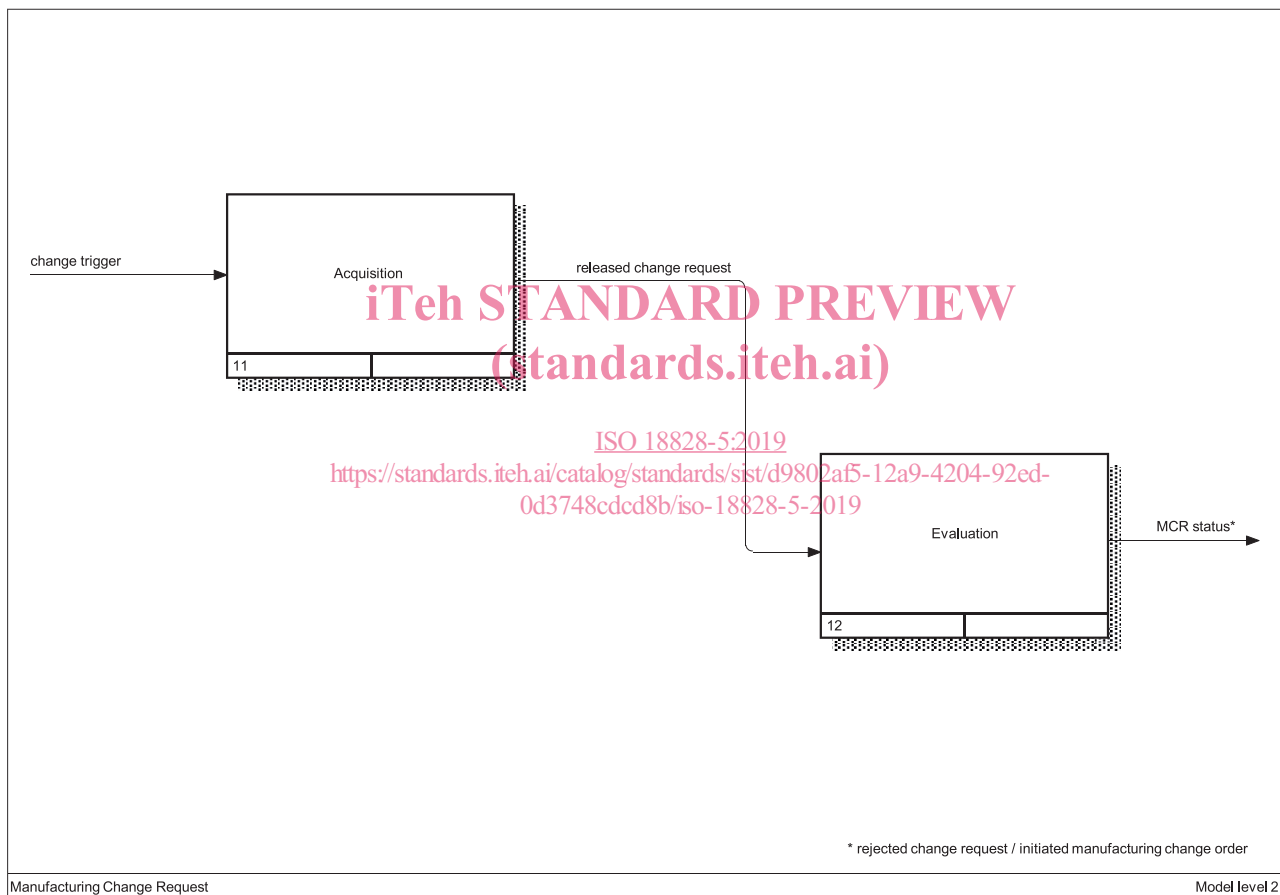 change trigger
Acquisition
released change request
iTeh STANDARD PREVIEW
(standards.iteh.ai)
11
ISO 18828-5:2019
https://standards.iteh.ai/catalog/standards/sist/d9802af5-12a9-4204-92ed-
0d3748cdcd8b/iso-18828-5-2019
Evaluation
MCR status*
12
* rejected change request / initiated manufacturing change order
Manufacturing Change Request
Model level 2